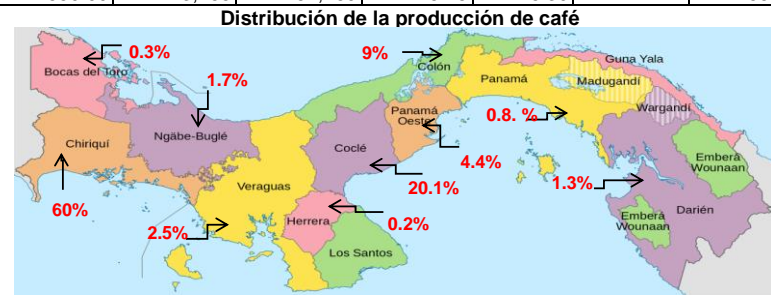 Distribución de la producción de café
0.3%
Bocas del Toro
1.7%
9%
Colón
Guna Yala
Panamá
Madugandí
Wargandí
Chiriquí
Ngäbe-Buglé
Coclé
Panamá
Oeste
0.8. %
Emberá
Wounaan
4.4%
Veraguas
20.1%
1.3%
60%
2.5%
Herrera
0.2%
Darién
Emberá
Wounaan
Los Santos